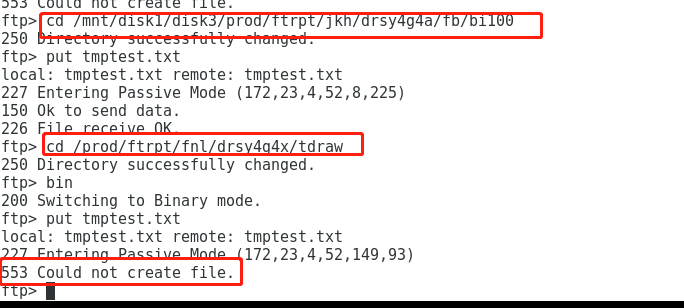 553 Could not create file.
ftp> cd /mnt/disk1/disk3/prod/ftrpt/jkh/drsy4g4a/fb/bi100
250 Directory successfully changed.
ftp> put tmptest.txt
local: tmptest.txt remote: tmptest.txt
227 Entering Passive Mode (172,23,4,52,8,225)
150 Ok to send data.
226 File receive OK.
ftp> cd /prod/ftrpt/fnl/drsy4g4x/tdraw
250 Directory successfully changed.
ftp> bin
200 Switching to Binary mode.
ftp> put tmptest.txt
local: tmptest.txt remote: tmptest.txt
227 Entering Passive Mode (172,23,4,52,149,93)
553 Could not create file.
ftp>